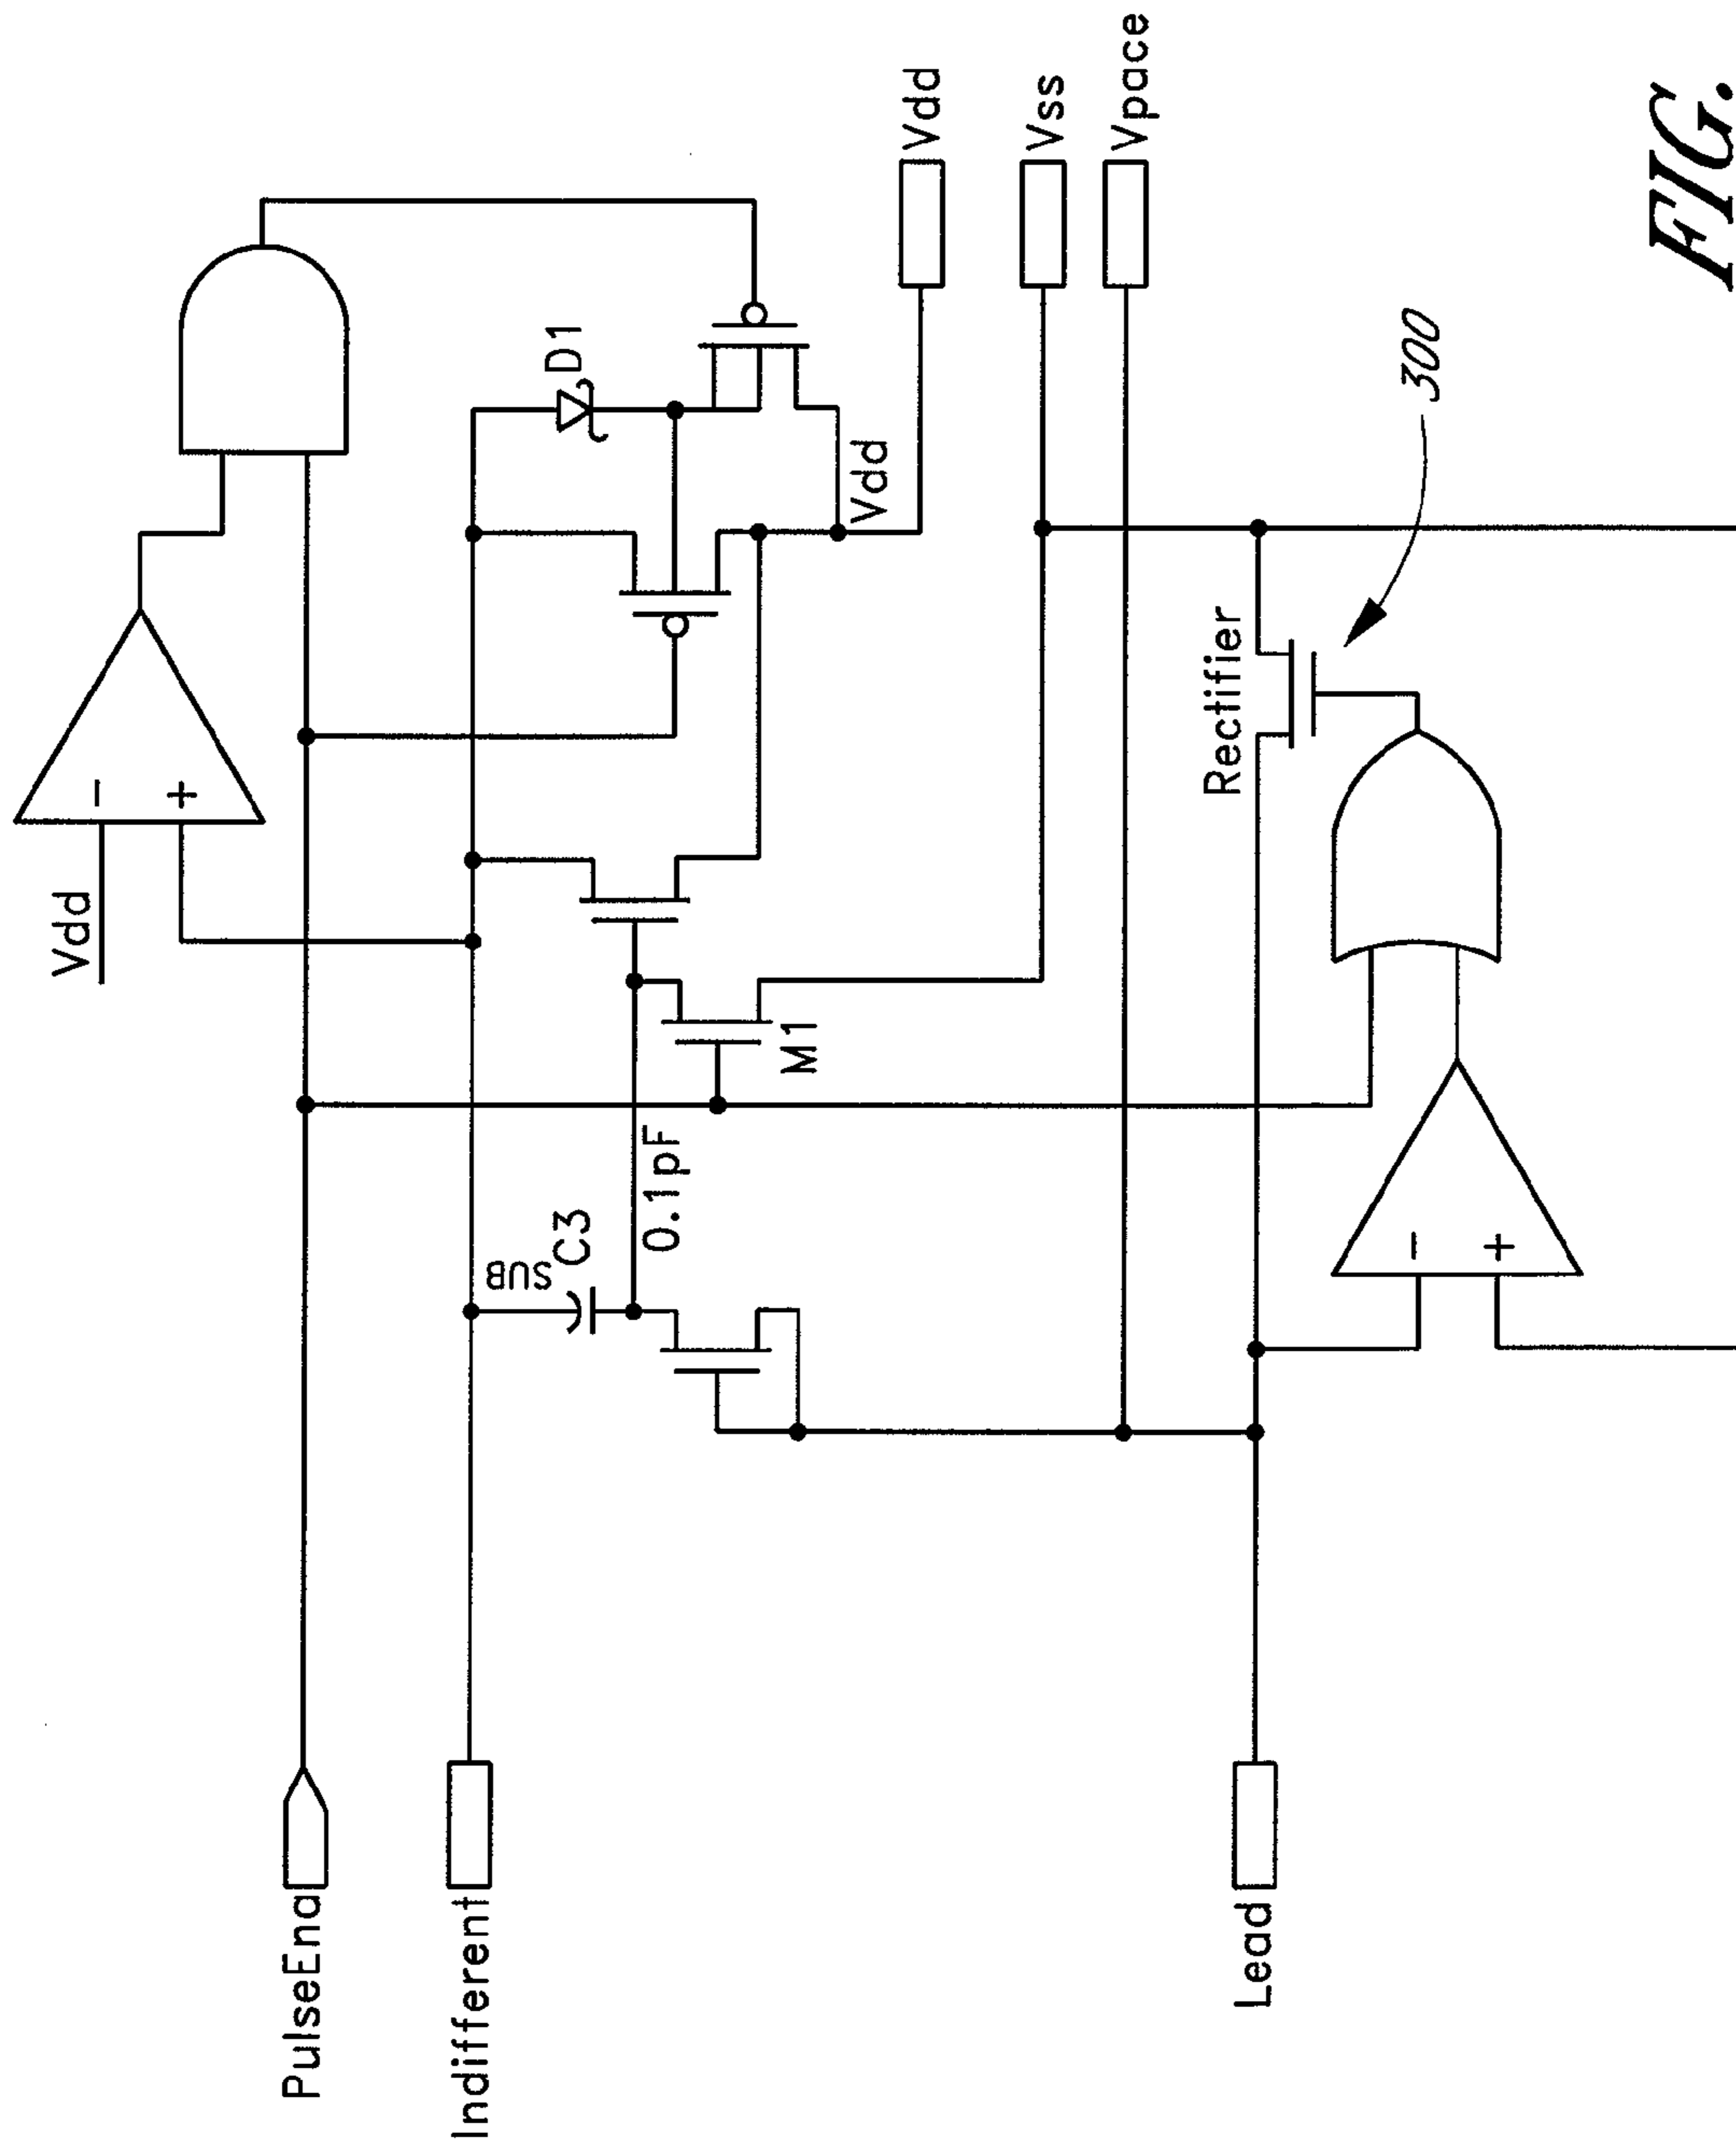 PulseEna
Indifferent
Lead
Vdd
-
+
SUB
C3
0.1pF
M1
D1
Vdd
Vdd
Vss
Vpace
Rectifier
-
+
300
FIG.